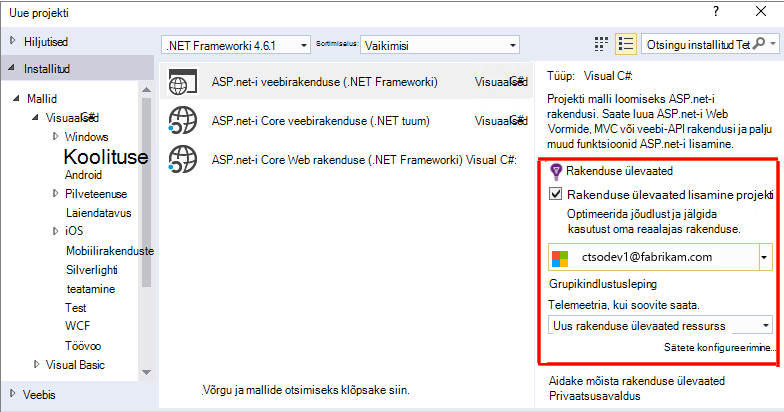 Uue projekti
?
Hiljutised
.NET Frameworki 4.6.1
Sortimiselus:
Vaikimisi
Otsingu installitud Tet
Installitud
Mallid
Visuaalsed C#
Windows
Koolituse
Android
Pilveteenuse
Laiendatavus
iOS
Mobiilirakenduste
Silverlighti
teatamine
Test
WCF
Töövoo
Visual Basic
Veebis
ASP.net-i veebirakenduse (.NET Frameworki)
Visuaalsed C#
ASP.net-i Core veebirakenduse (.NET tuum)
Visuaalsed C#
ASP.net-i Core Web rakenduse (.NET Frameworki) Visual C#:
Võrgu ja mallide otsimiseks klõpsake siin.
Tüüp: Visual C#:
Projekti malli loomiseks ASP.net-i
rakendusi. Saate luua ASP.net-i Web
Vormide, MVC või veebi-API rakendusi ja palju
muud funktsioonid ASP.net-i lisamine.
Rakenduse ülevaated
Rakenduse ülevaated lisamine projekti
Optimeerida jõudlust ja jälgida
kasutust oma reaalajas rakenduse.
ctsodev1@fabrikam.com
Grupikindlustusleping
Telemeetria, kui soovite saata.
Uus rakenduse ülevaated ressurss
Sätete konfigureerimine...
Aidake mõista rakenduse ülevaated
Privaatsusavaldus